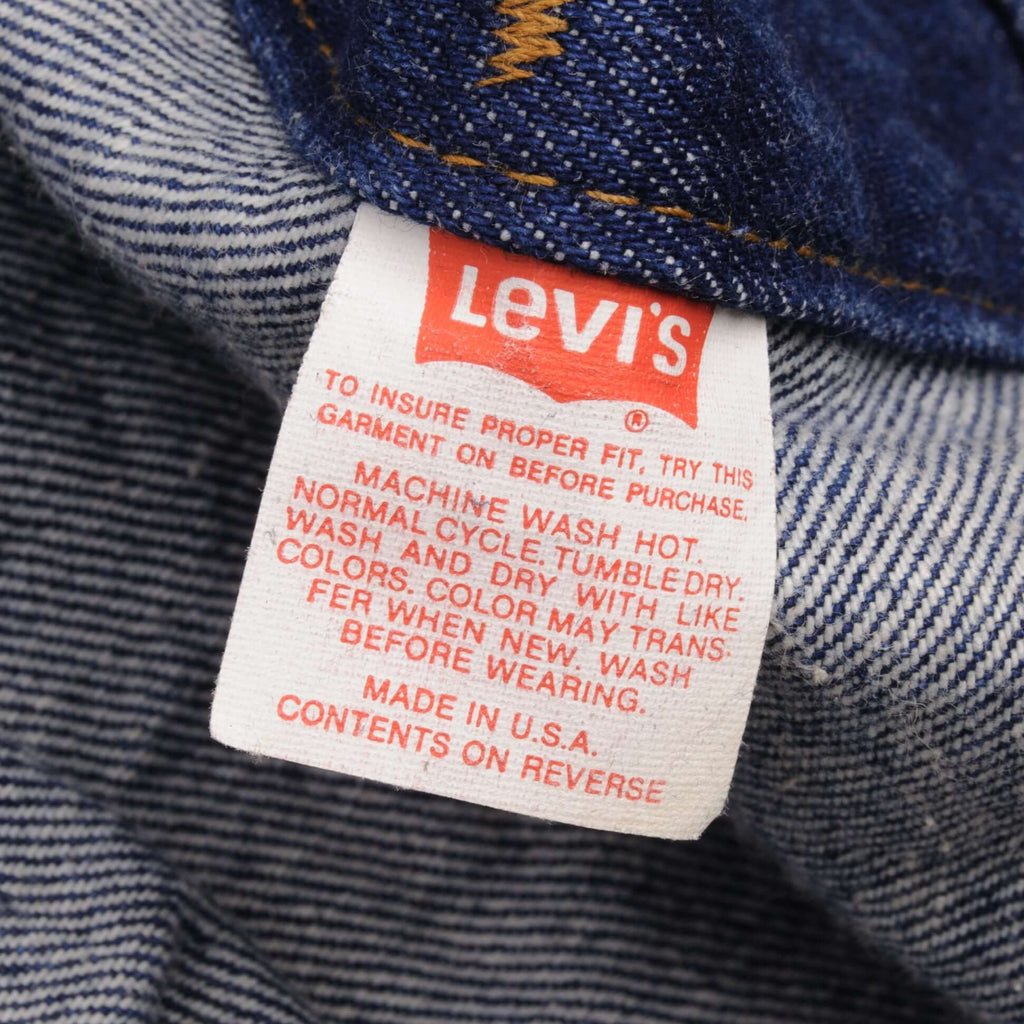 Levi's
®
TO INSURE PROPER FIT, TRY THIS
GARMENT ON BEFORE PURCHASE.
MACHINE WASH HOT.
NORMAL CYCLE. TUMBLE DRY.
WASH AND DRY WITH LIKE
COLORS. COLOR MAY TRANS-
FER WHEN NEW. WASH
BEFORE WEARING.
MADE IN U.S.A.
CONTENTS ON REVERSE